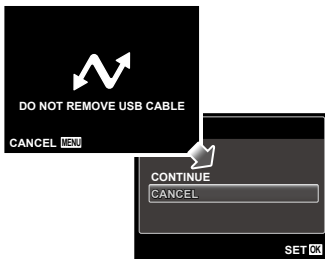 DO NOT REMOVE USB CABLE
CANCEL MENU
CONTINUE
CANCEL
SET OK